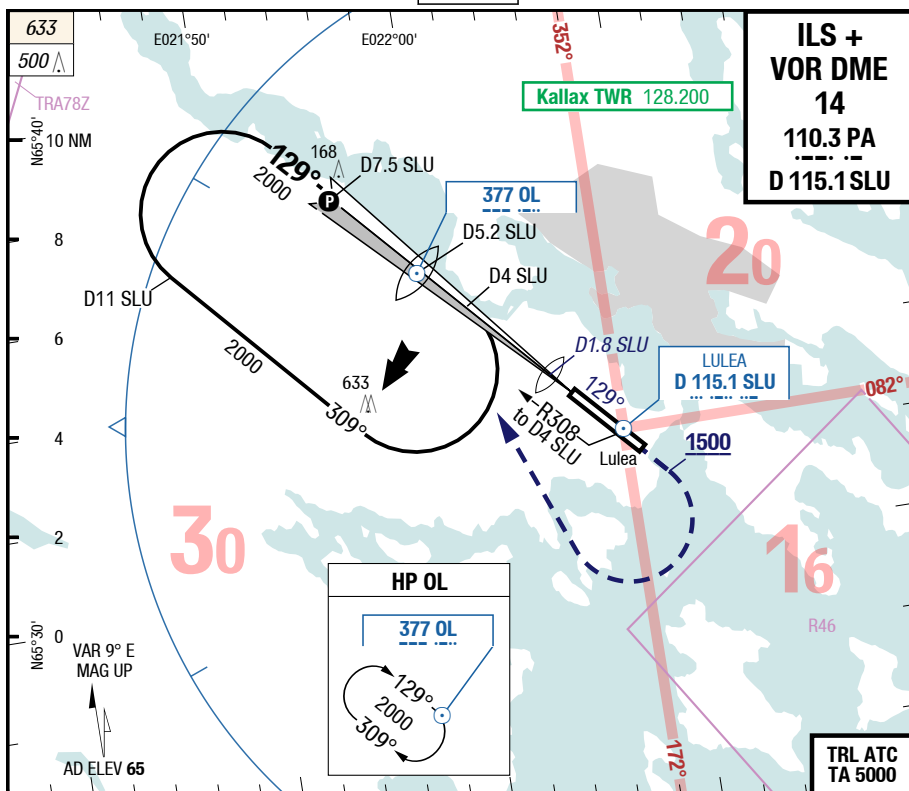 633
500
TRA78Z
E021°50'
E022°00'
352°
Kallax TWR 128.200
ILS +
VOR DME
14
110.3 PA
D 115.1 SLU
N65°40'
10 NM
8
6
4
2
0
N65°30'
168
129°
2000
P
D7.5 SLU
377 OL
D5.2 SLU
D4 SLU
D11 SLU
2000
309°
633
D1.8 SLU
129°
R308
to D4 SLU
LULEA
D 115.1 SLU
Lulea
082°
1500
20
30
16
R46
172°
HP OL
377 OL
129°
2000
309°
VAR 9° E
MAG UP
AD ELEV 65
TRL ATC
TA 5000